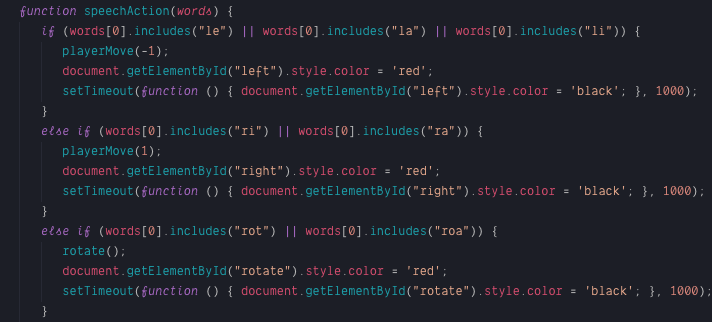 function speechAction(words) {
if (words[0].includes("le") || words[0].includes("la") || words[0].includes("li")) {
playerMove(-1);
document.getElementById("left").style.color = 'red';
setTimeout(function () { document.getElementById("left").style.color = 'black'; }, 1000);
}
else if (words[0].includes("ri") || words[0].includes("ra")) {
playerMove(1);
document.getElementById("right").style.color = 'red';
setTimeout(function () { document.getElementById("right").style.color = 'black'; }, 1000);
}
else if (words[0].includes("rot") || words[0].includes("roa")) {
rotate();
document.getElementById("rotate").style.color = 'red';
setTimeout(function () { document.getElementById("rotate").style.color = 'black'; }, 1000);
}